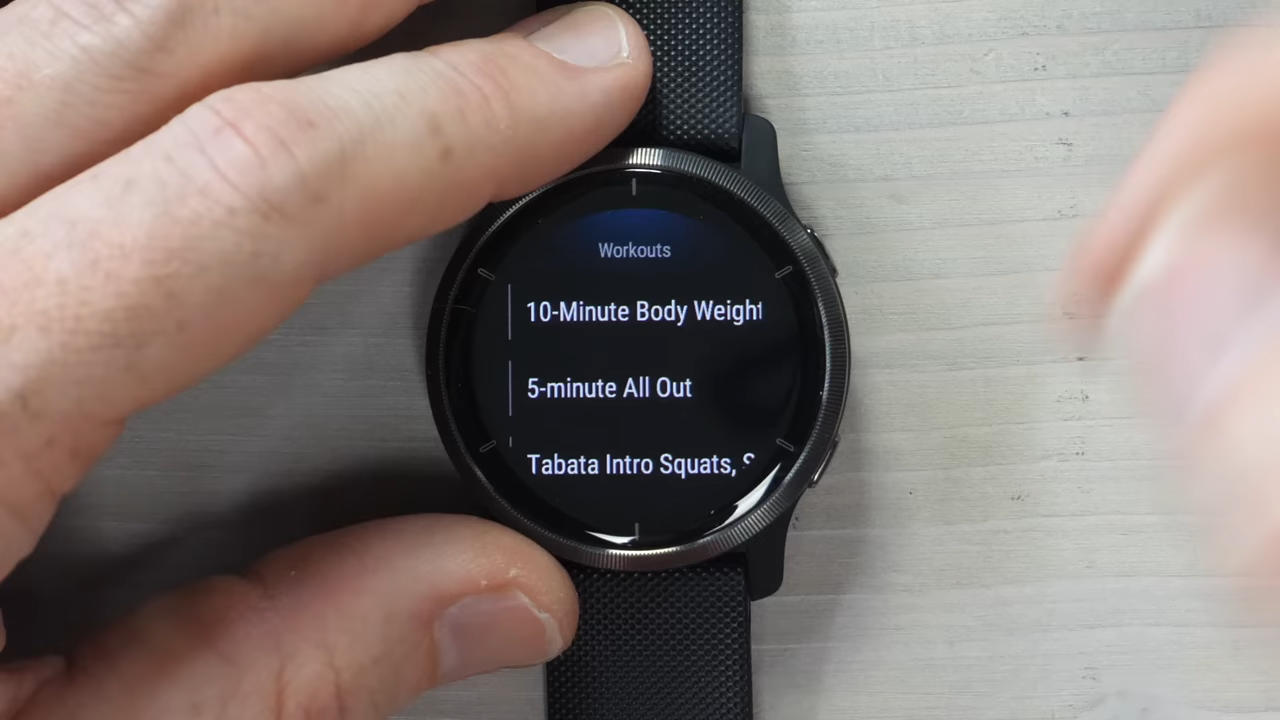 Workouts
10-Minute Body Weight
5-minute All Out
Tabata Intro Squats,